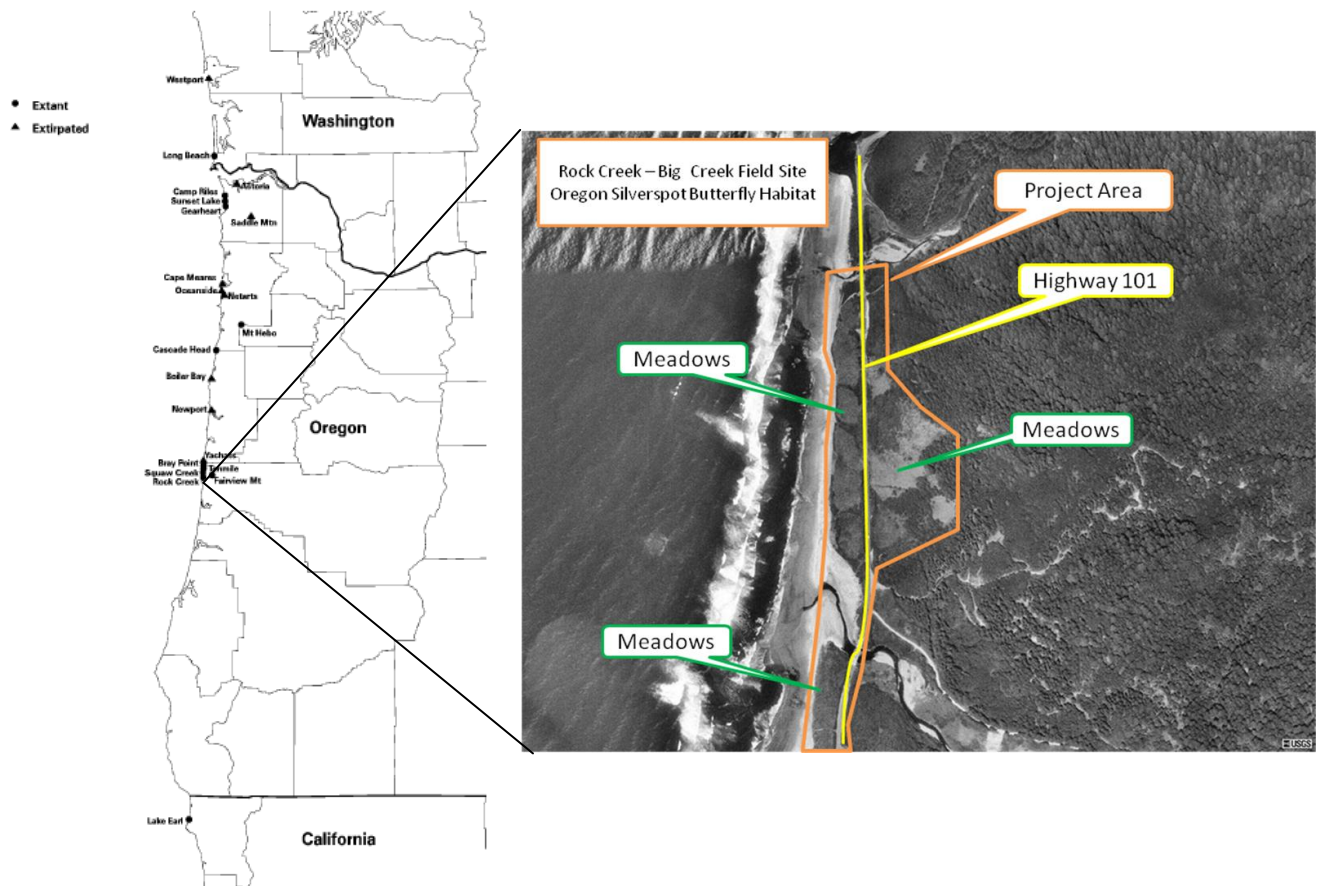 Extant
Extirpated
Westport
Washington
Long Beach
Astoria
Camp Rilea
Sunset Lake
Gearheart
Saddle Mtn
Cape Meares
Oceanside
Netarts
Mt Hebo
Cascade Head
Boiler Bay
Newport
Oregon
Yachats
Bray Point
Tenmile
Squaw Creek
Rock Creek
Fairview Mt
Lake Earl
California
Rock Creek – Big Creek Field Site
Oregon Silverspot Butterfly Habitat
Project Area
Highway 101
Meadows
Meadows
Meadows
USGS